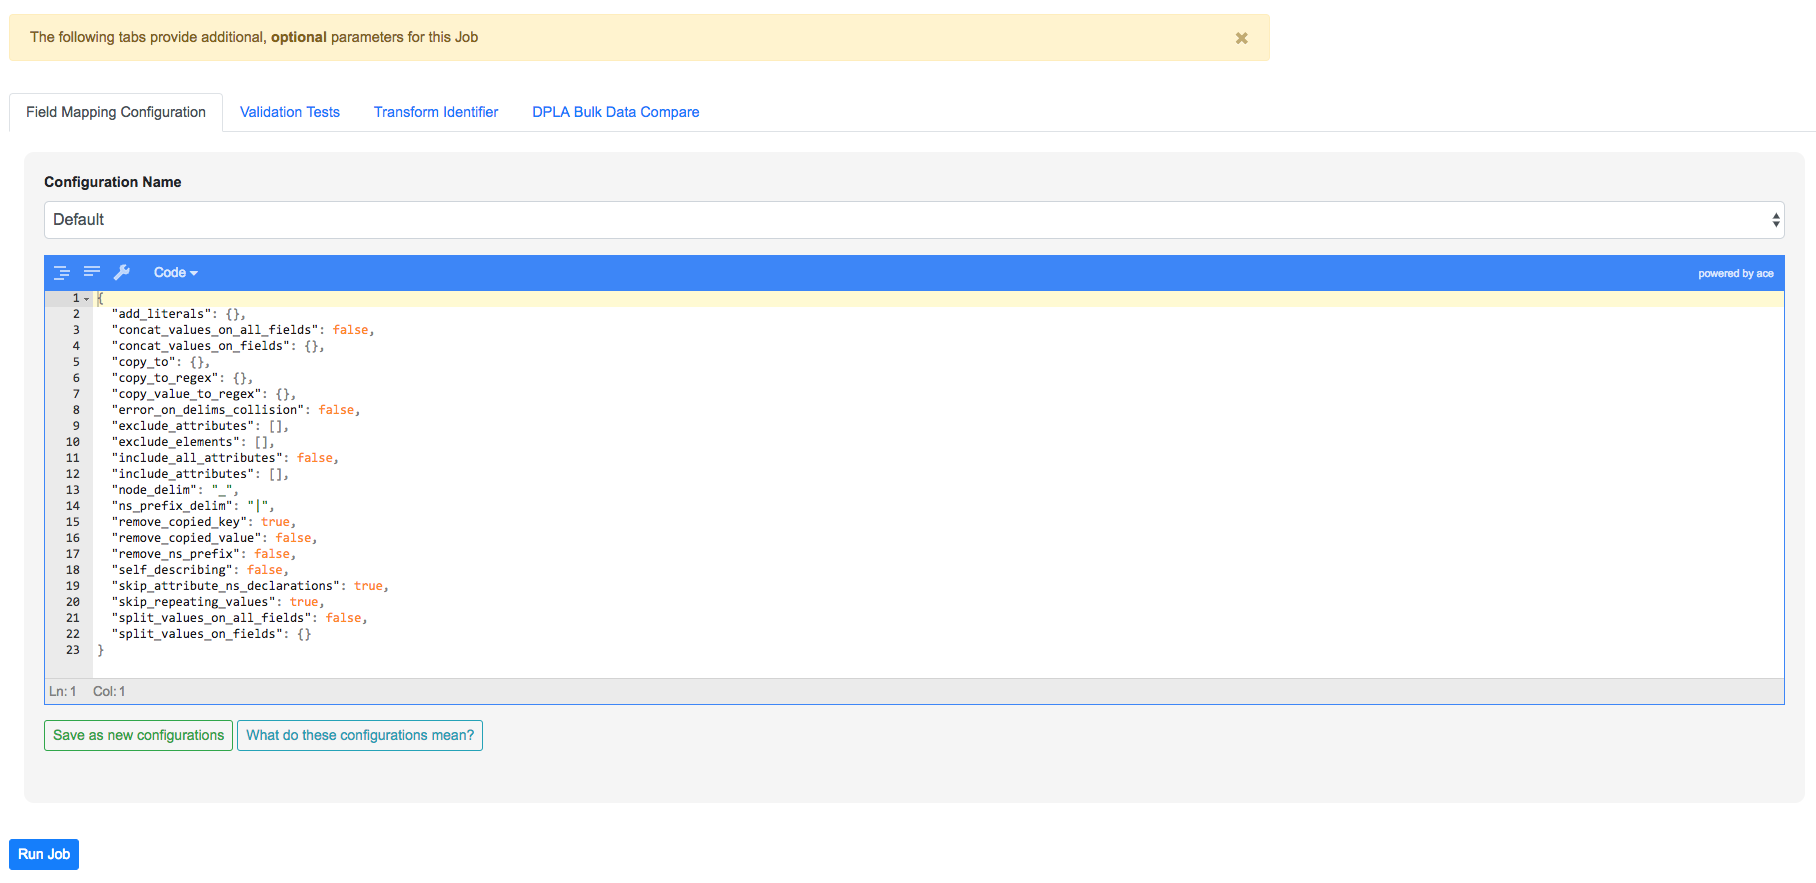 The following tabs provide additional, optional parameters for this Job
×
Field Mapping Configuration Validation Tests Transform Identifier DPLA Bulk Data Compare
Configuration Name
Default
Code powered by ace
1 {
2 "add_literals": {},
3 "concat_values_on_all_fields": false,
4 "concat_values_on_fields": {},
5 "copy_to": {},
6 "copy_to_regex": {},
7 "copy_value_to_regex": {},
8 "error_on_delims_collision": false,
9 "exclude_attributes": [],
10 "exclude_elements": [],
11 "include_all_attributes": false,
12 "include_attributes": [],
13 "node_delim": "_",
14 "ns_prefix_delim": "|",
15 "remove_copied_key": true,
16 "remove_copied_value": false,
17 "remove_ns_prefix": false,
18 "self_describing": false,
19 "skip_attribute_ns_declarations": true,
20 "skip_repeating_values": true,
21 "split_values_on_all_fields": false,
22 "split_values_on_fields": {}
23 }
Ln: 1 Col: 1
Save as new configurations What do these configurations mean?
Run Job